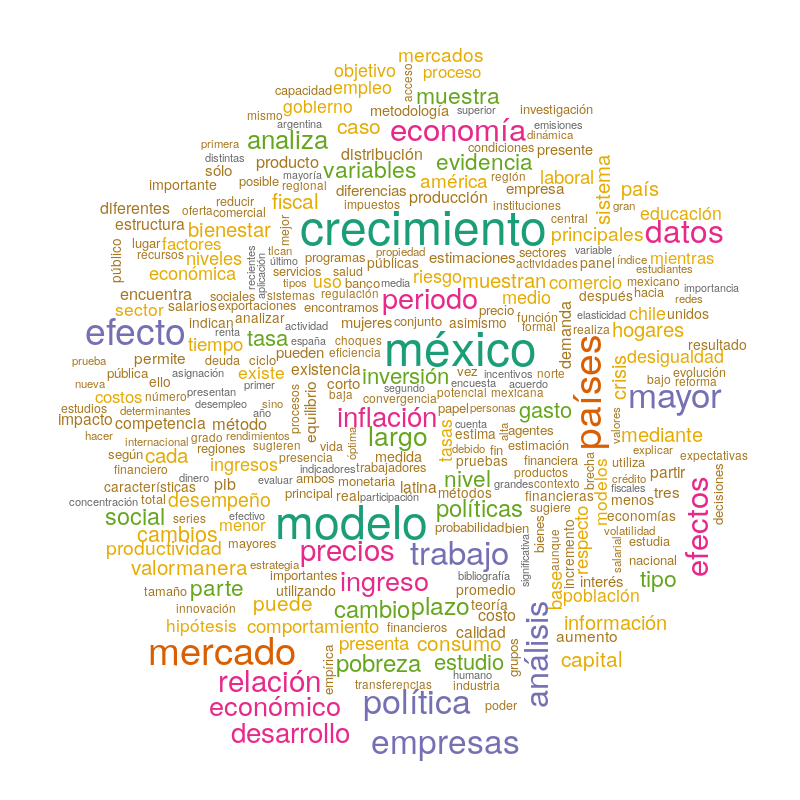 mercados
objetivo
proceso
acceso
capacidad
empleo
muestra
gobierno
metodología
superior
investigación
mismo
argentina
caso
economía
emisiones
dinámica
primera
analiza
distribución
condiciones
presente
distintas
producto
variables
evidencia
sólo
mayoría
región
laboral
sistema
importante
posible
regional
diferencias
américa
empresa
país
reducir
fiscal
impuestos
producción
instituciones
diferentes
oferta
comercial
mejor
central
gran
educación
estructura
bienestar
crecimiento
principales
datos
público
lugar
factores
tlcan
propiedad
sectores
variable
recursos
niveles
recientes
aplicación
último
programas
públicas
estimaciones
actividades
panel
índice
mientras
económica
servicios
salud
riesgo
muestran
estudiantes
encuentra
tipos
uso
banco
media
comercio
mexicano
importancia
sociales
sistemas
regulación
periodo
medio
después
hacia
redes
sector
salarios
exportaciones
encontramos
precio
elasticidad
chile
unidos
indican
analizar
mujeres
conjunto
asimismo
función
formal
realiza
hogares
efecto
renta
actividad
tasa
españa
choques
méxico
demanda
países
resultado
tiempo
pueden
eficiencia
desigualdad
prueba
permite
deuda
ciclo
existencia
vez
incentivos
norte
crisis
evolución
pública
asignación
existe
corto
inversión
encuesta
acuerdo
bajo
reforma
nueva
ello
presentan
primer
segundo
potencial
mexicana
mayor
costos
número
desempleo
sino
procesos
equilibrio
baja
convergencia
estudios
determinantes
año
papel
personas
gasto
valores
impacto
competencia
método
inflación
tasas
cuenta
alta
agentes
mediante
hacer
internacional
grado
rendimientos
largo
estima
según
regiones
sugieren
vida
óptima
debido
fin
estimación
explicar
cada
presencia
medida
pruebas
financiera
brecha
utiliza
expectativas
financiero
ingresos
indicadores
trabajadores
productos
modelos
partir
dinero
evaluar
ambos
monetaria
nivel
grandes
contexto
crédito
fiscales
decisiones
características
pib
latina
métodos
financieras
menos
tres
concentración
total
desempeño
principal
real
participación
políticas
sugiere
economías
social
series
efectivo
modelo
probabilidad
bien
bienes
respecto
volatilidad
cambios
menor
aunque
incremento
salarial
estudia
productividad
mayores
precios
trabajo
significativa
nacional
efectos
valor
manera
estrategia
importantes
ingreso
bibliografía
base
interés
tipo
tamaño
parte
utilizando
promedio
población
innovación
puede
cambio
plazo
teoría
costo
análisis
hipótesis
comportamiento
financieros
calidad
información
aumento
mercado
empírica
presenta
consumo
grupos
pobreza
estudio
capital
relación
transferencias
humano
industria
económico
política
poder
desarrollo
empresas